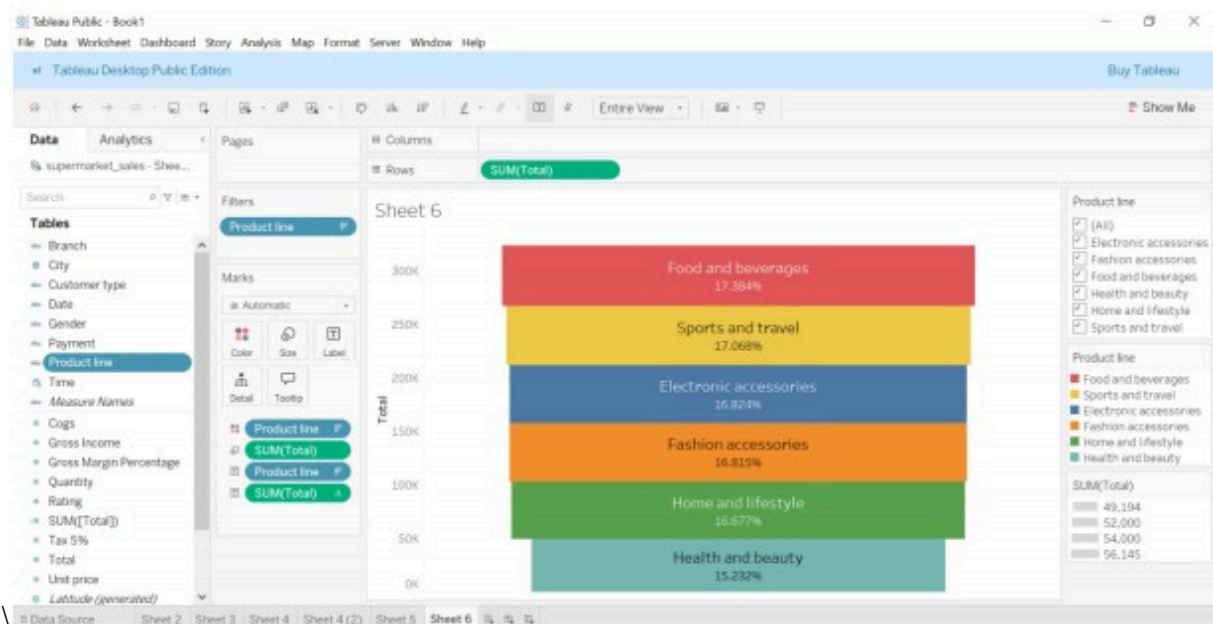 Tableau Public - Book1
File Data Worksheet Dashboard Story Analysis Map Format Server Window Help
Tableau Desktop Public Edition Buy Tableau
Entire View Show Me
Data Analytics
Pages
Columns
supermarket_sales - Shee...
Rows SUM(Total)
Search
Tables
Branch
City
Customer type
Date
Gender
Payment
Product line
Time
Measure Names
Cogs
Gross Income
Gross Margin Percentage
Quantity
Rating
SUM([Total])
Tax 5%
Total
Unit price
Latitude (generated)
Filters
Product line
Marks
Automatic
Color Size Label
Detail Tooltip
Product line
SUM(Total)
Product line
SUM(Total)
Sheet 6
Total
300K
250K
200K
150K
100K
50K
0K
Food and beverages
17.384%
Sports and travel
17.068%
Electronic accessories
16.824%
Fashion accessories
16.815%
Home and lifestyle
16.677%
Health and beauty
15.232%
Product line
(All)
Electronic accessories
Fashion accessories
Food and beverages
Health and beauty
Home and lifestyle
Sports and travel
Product line
Food and beverages
Sports and travel
Electronic accessories
Fashion accessories
Home and lifestyle
Health and beauty
SUM(Total)
49,194
52,000
54,000
56,145
\
Data Source Sheet 2 Sheet 3 Sheet 4 Sheet 4 (2) Sheet 5 Sheet 6